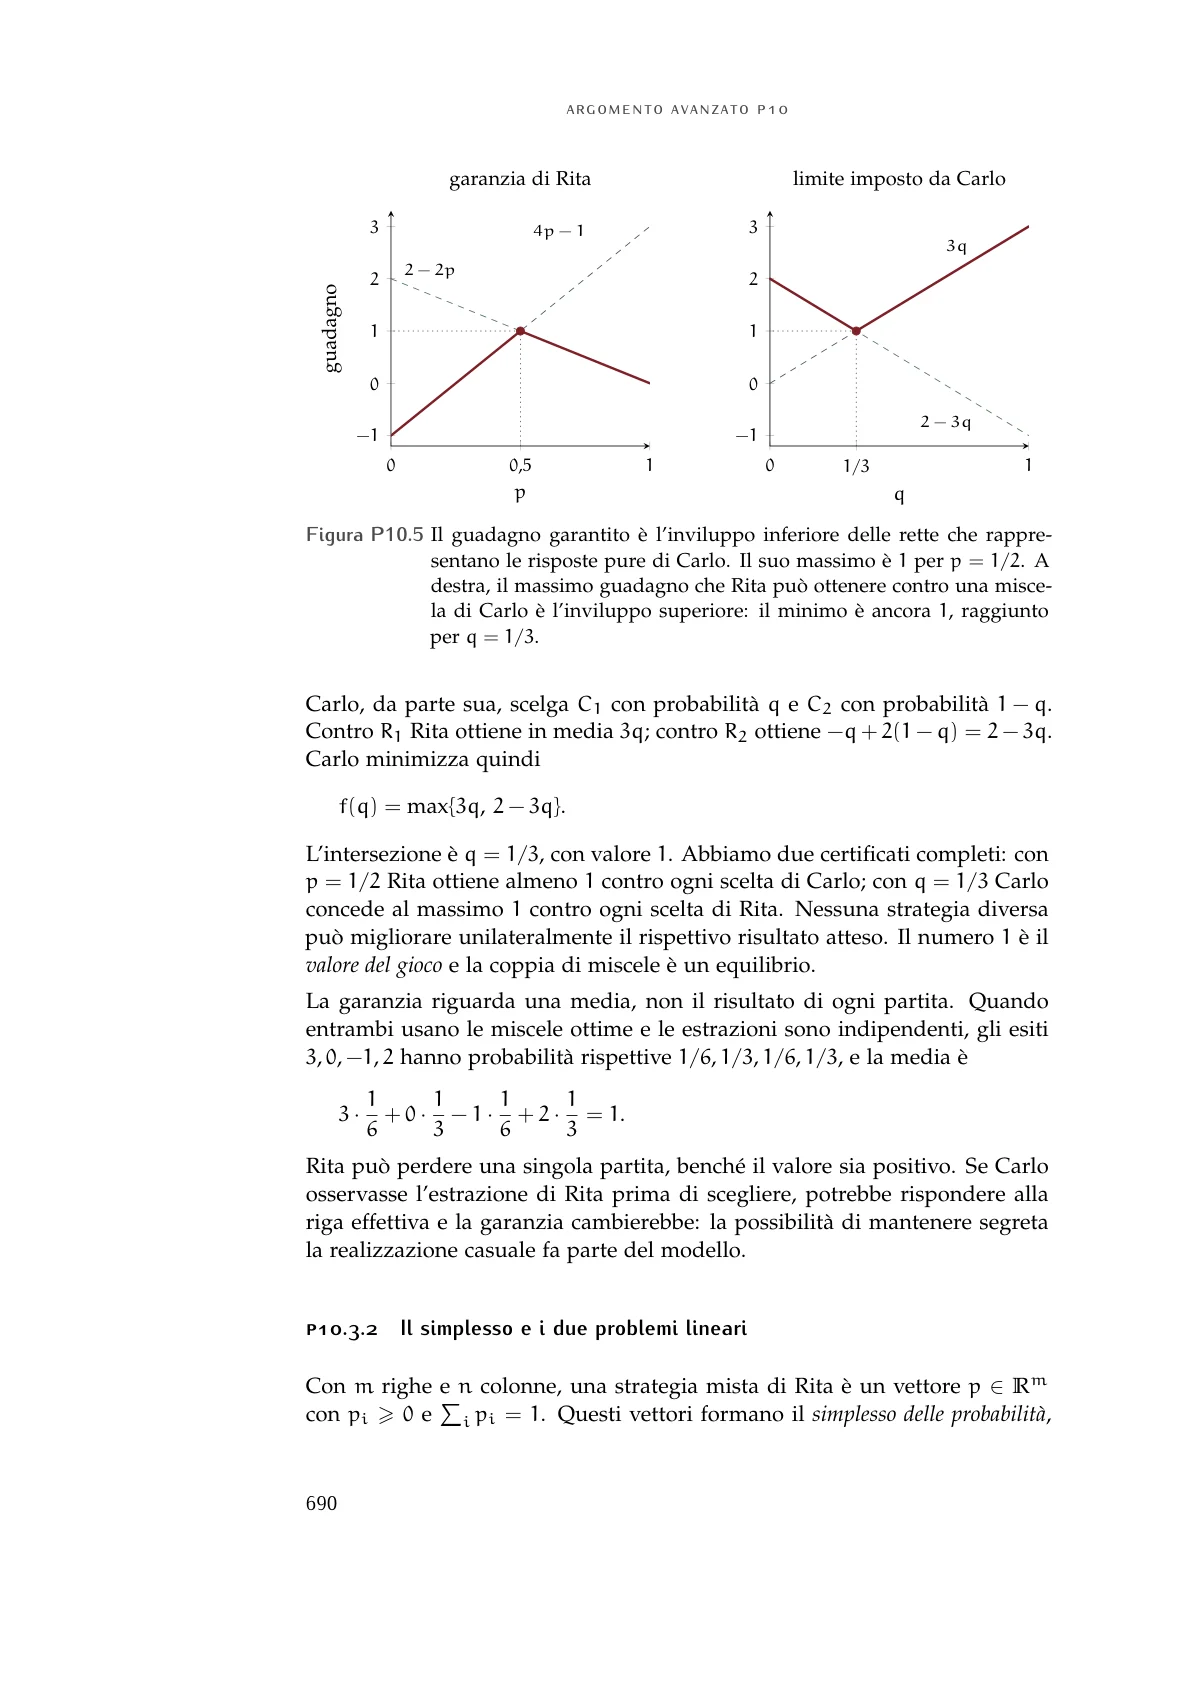 ARGOMENTO AVANZATO P10
garanzia di Rita
limite imposto da Carlo
guadagno
3
2
1
0
−1
4p − 1
2 − 2p
0
0,5
1
p
3
2
1
0
−1
3q
2 − 3q
0
1/3
1
q
Figura P10.5 Il guadagno garantito è l'inviluppo inferiore delle rette che rappre-
sentano le risposte pure di Carlo. Il suo massimo è 1 per p = 1/2. A
destra, il massimo guadagno che Rita può ottenere contro una misce-
la di Carlo è l'inviluppo superiore: il minimo è ancora 1, raggiunto
per q = 1/3.
Carlo, da parte sua, scelga C₁ con probabilità q e C₂ con probabilità 1 − q.
Contro R₁ Rita ottiene in media 3q; contro R₂ ottiene −q + 2(1 − q) = 2 − 3q.
Carlo minimizza quindi
f(q) = max{3q, 2 − 3q}.
L'intersezione è q = 1/3, con valore 1. Abbiamo due certificati completi: con
p = 1/2 Rita ottiene almeno 1 contro ogni scelta di Carlo; con q = 1/3 Carlo
concede al massimo 1 contro ogni scelta di Rita. Nessuna strategia diversa
può migliorare unilateralmente il rispettivo risultato atteso. Il numero 1 è il
valore del gioco e la coppia di miscele è un equilibrio.
La garanzia riguarda una media, non il risultato di ogni partita. Quando
entrambi usano le miscele ottime e le estrazioni sono indipendenti, gli esiti
3, 0, −1, 2 hanno probabilità rispettive 1/6, 1/3, 1/6, 1/3, e la media è
3 · 1/6 + 0 · 1/3 − 1 · 1/6 + 2 · 1/3 = 1.
Rita può perdere una singola partita, benché il valore sia positivo. Se Carlo
osservasse l'estrazione di Rita prima di scegliere, potrebbe rispondere alla
riga effettiva e la garanzia cambierebbe: la possibilità di mantenere segreta
la realizzazione casuale fa parte del modello.
P10.3.2 Il simplesso e i due problemi lineari
Con m righe e n colonne, una strategia mista di Rita è un vettore p ∈ ℝᵐ
con pᵢ ⩾ 0 e ∑ᵢ pᵢ = 1. Questi vettori formano il simplesso delle probabilità,
690